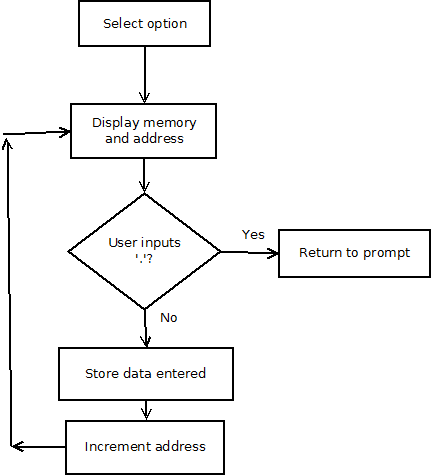 Select option
Display memory
and address
User inputs
'.'?
Yes
Return to prompt
No
Store data entered
Increment address